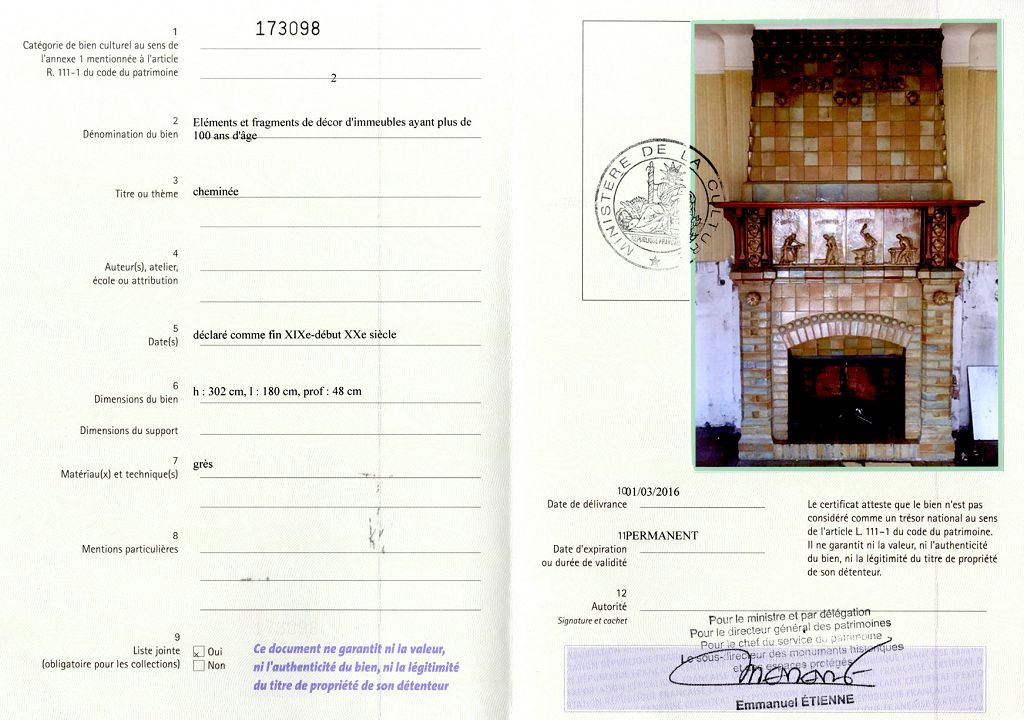 173098
1
Catégorie de bien culturel au sens de
l'annexe 1 mentionnée à l'article
R. 111-1 du code du patrimoine
2
2
Dénomination du bien
Eléments et fragments de décor d'immeubles ayant plus de
100 ans d'âge
3
Titre ou thème
cheminée
4
Auteur(s), atelier,
école ou attribution
5
Date(s)
déclaré comme fin XIXe-début XXe siècle
6
Dimensions du bien
h : 302 cm, l : 180 cm, prof : 48 cm
Dimensions du support
7
Matériau(x) et technique(s)
grès
8
Mentions particulières
173098
9
Liste jointe
(obligatoire pour les collections)
x Oui
Non
Ce document ne garantit ni la valeur,
ni l'authenticité du bien, ni la légitimité
du titre de propriété de son détenteur
MINISTERE DE LA CULTU
REPUBLIQUE FRANCAISE
10
Date de délivrance
01/03/2016
11
Date d'expiration
ou durée de validité
PERMANENT
12
Autorité
Signature et cachet
Le certificat atteste que le bien n'est pas
considéré comme un trésor national au sens
de l'article L. 111-1 du code du patrimoine.
Il ne garantit ni la valeur, ni l'authenticité
du bien, ni la légitimité du titre de propriété
de son détenteur.
Pour le ministre et par délégation
Pour le directeur général des patrimoines
Pour le chef du service du patrimoine
Le sous-directeur des monuments historiques
et des espaces protégés
Emmanuel ÉTIENNE